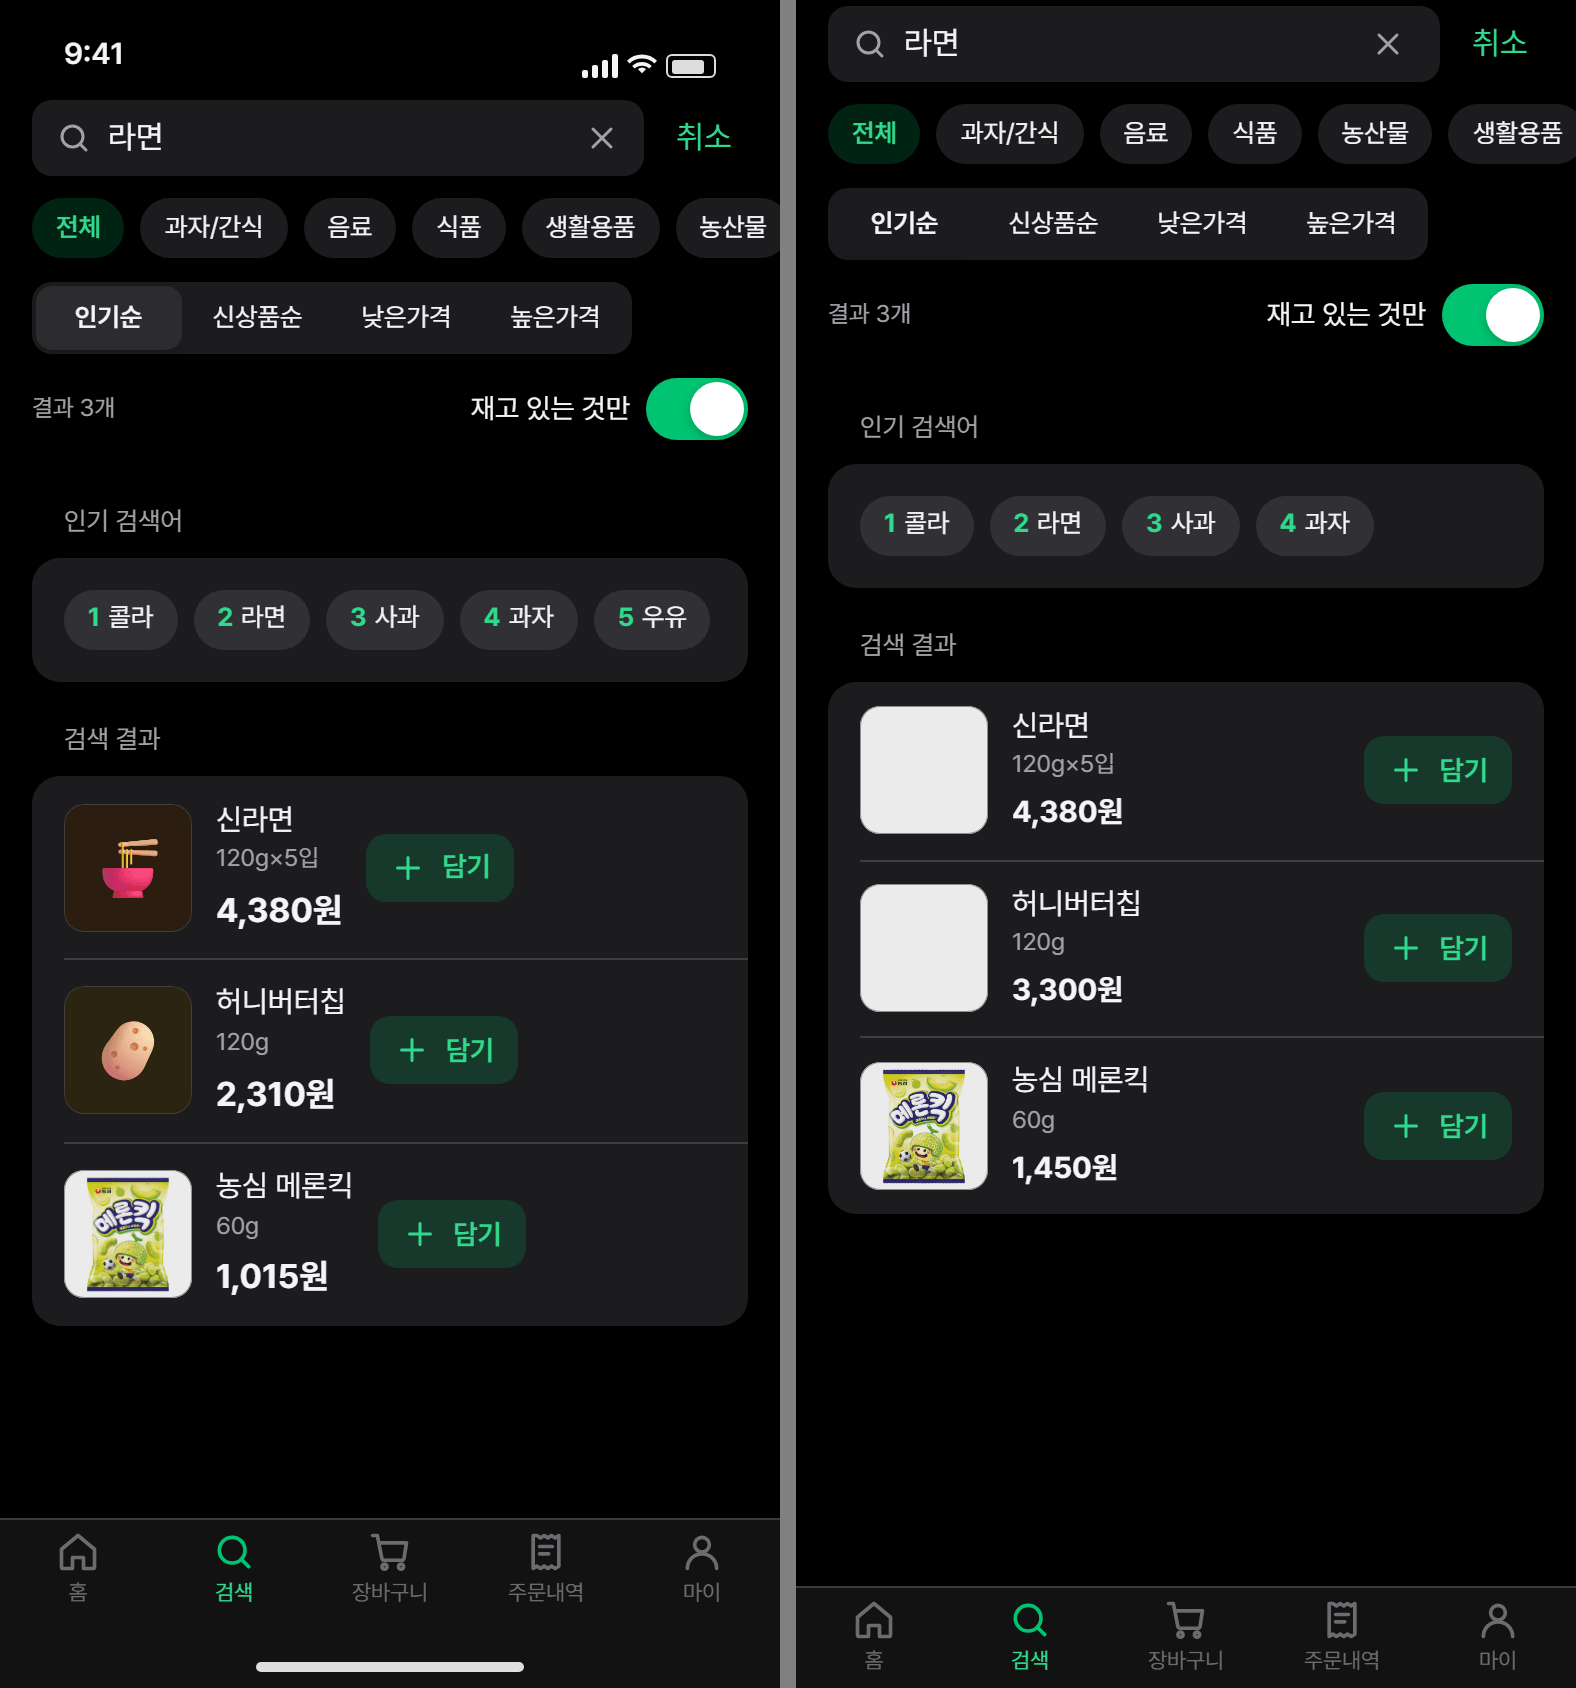 9:41
라면
취소
전체 과자/간식 음료 식품 생활용품 농산물
인기순 신상품순 낮은가격 높은가격
결과 3개 재고 있는 것만
인기 검색어
1 콜라 2 라면 3 사과 4 과자 5 우유
검색 결과
신라면
120g×5입
4,380원
담기
허니버터칩
120g
2,310원
담기
농심 메론킥
60g
1,015원
담기
메론킥
홈 검색 장바구니 주문내역 마이
라면
취소
전체 과자/간식 음료 식품 농산물 생활용품
인기순 신상품순 낮은가격 높은가격
결과 3개 재고 있는 것만
인기 검색어
1 콜라 2 라면 3 사과 4 과자
검색 결과
신라면
120g×5입
4,380원
담기
허니버터칩
120g
3,300원
담기
농심 메론킥
60g
1,450원
담기
메론킥
홈 검색 장바구니 주문내역 마이